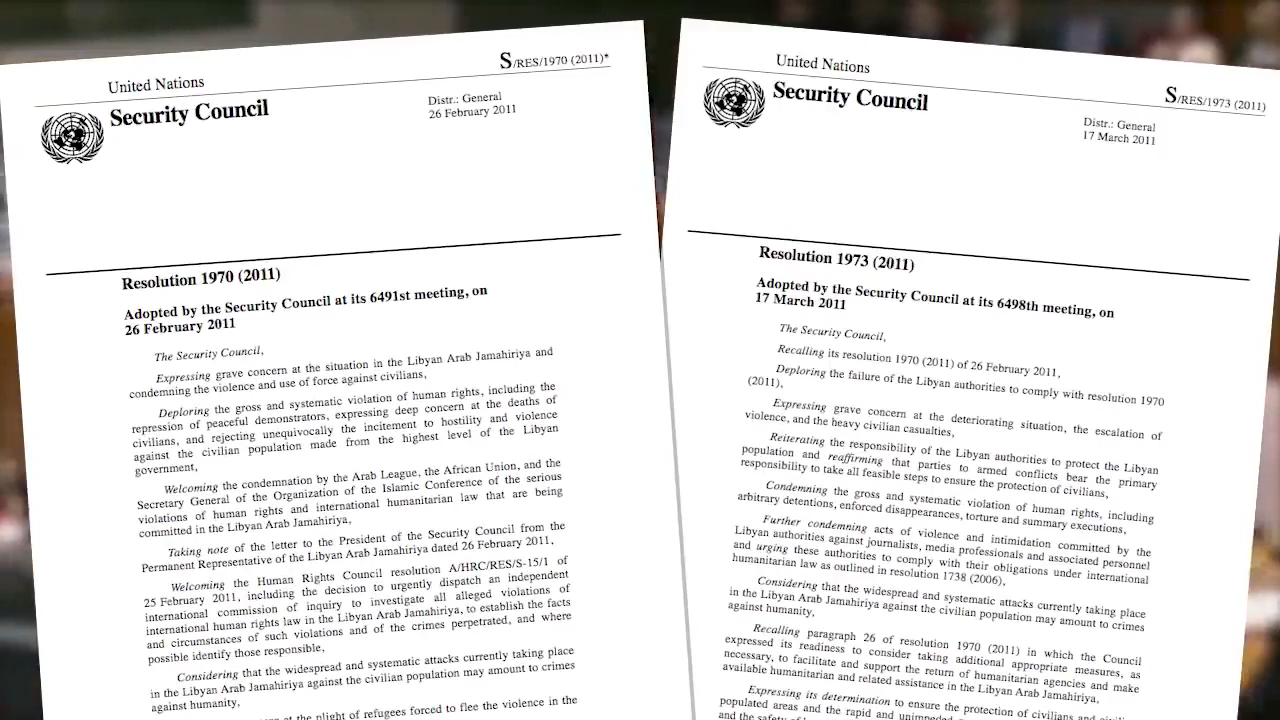 United Nations
S/RES/1970 (2011)*
Security Council
Distr.: General
26 February 2011
Resolution 1970 (2011)
Adopted by the Security Council at its 6491st meeting, on
26 February 2011
The Security Council,
Expressing grave concern at the situation in the Libyan Arab Jamahiriya and
condemning the violence and use of force against civilians,
Deploring the gross and systematic violation of human rights, including the
repression of peaceful demonstrators, expressing deep concern at the deaths of
civilians, and rejecting unequivocally the incitement to hostility and violence
against the civilian population made from the highest level of the Libyan
government,
Welcoming the condemnation by the Arab League, the African Union, and the
Secretary General of the Organization of the Islamic Conference of the serious
violations of human rights and international humanitarian law that are being
committed in the Libyan Arab Jamahiriya,
Taking note of the letter to the President of the Security Council from the
Permanent Representative of the Libyan Arab Jamahiriya dated 26 February 2011,
Welcoming the Human Rights Council resolution A/HRC/RES/S-15/1 of
25 February 2011, including the decision to urgently dispatch an independent
international commission of inquiry to investigate all alleged violations of
international human rights law in the Libyan Arab Jamahiriya, to establish the facts
and circumstances of such violations and of the crimes perpetrated, and where
possible identify those responsible,
Considering that the widespread and systematic attacks currently taking place
in the Libyan Arab Jamahiriya against the civilian population may amount to crimes
against humanity,
at the plight of refugees forced to flee the violence in the
United Nations
S/RES/1973 (2011)
Security Council
Distr.: General
17 March 2011
Resolution 1973 (2011)
Adopted by the Security Council at its 6498th meeting, on
17 March 2011
The Security Council,
Recalling its resolution 1970 (2011) of 26 February 2011,
Deploring the failure of the Libyan authorities to comply with resolution 1970
(2011),
Expressing grave concern at the deteriorating situation, the escalation of
violence, and the heavy civilian casualties,
Reiterating the responsibility of the Libyan authorities to protect the Libyan
population and reaffirming that parties to armed conflicts bear the primary
responsibility to take all feasible steps to ensure the protection of civilians,
Condemning the gross and systematic violation of human rights, including
arbitrary detentions, enforced disappearances, torture and summary executions,
Further condemning acts of violence and intimidation committed by the
Libyan authorities against journalists, media professionals and associated personnel
and urging these authorities to comply with their obligations under international
humanitarian law as outlined in resolution 1738 (2006),
Considering that the widespread and systematic attacks currently taking place
in the Libyan Arab Jamahiriya against the civilian population may amount to crimes
against humanity,
Recalling paragraph 26 of resolution 1970 (2011) in which the Council
expressed its readiness to consider taking additional appropriate measures, as
necessary, to facilitate and support the return of humanitarian agencies and make
available humanitarian and related assistance in the Libyan Arab Jamahiriya,
Expressing its determination to ensure the protection of civilians and
populated areas and the rapid and
and the safety of